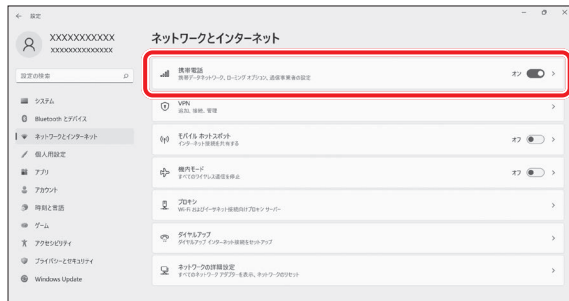 設定
XXXXXXXXXX
XXXXXXXXXXXXX
設定の検索
システム
Bluetooth とデバイス
ネットワークとインターネット
個人用設定
アプリ
アカウント
時刻と言語
ゲーム
アクセシビリティ
プライバシーとセキュリティ
Windows Update
ネットワークとインターネット
携帯電話
携帯データネットワーク、ローミング オプション、通信事業者の設定
オン
VPN
追加、接続、管理
モバイル ホットスポット
インターネット接続を共有する
オフ
機内モード
すべてのワイヤレス通信を停止
オフ
プロキシ
Wi-Fi およびイーサネット接続向けプロキシ サーバー
ダイヤルアップ
ダイヤルアップ インターネット接続をセットアップ
ネットワークの詳細設定
すべてのネットワーク アダプターを表示、ネットワークのリセット